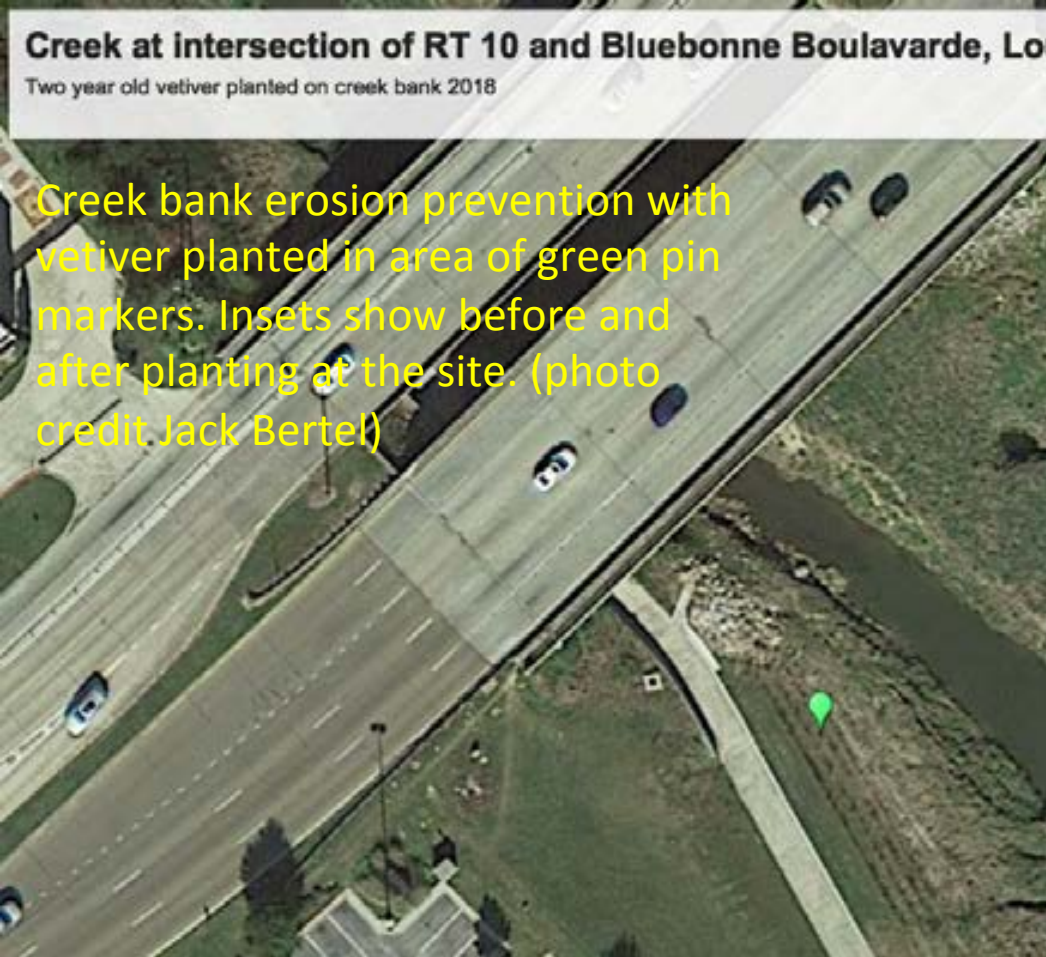 Creek at intersection of RT 10 and Bluebonne Boulavarde, Lo
Two year old vetiver planted on creek bank 2018
Creek bank erosion prevention with
vetiver planted in area of green pin
markers. Insets show before and
after planting at the site. (photo
credit Jack Bertel)